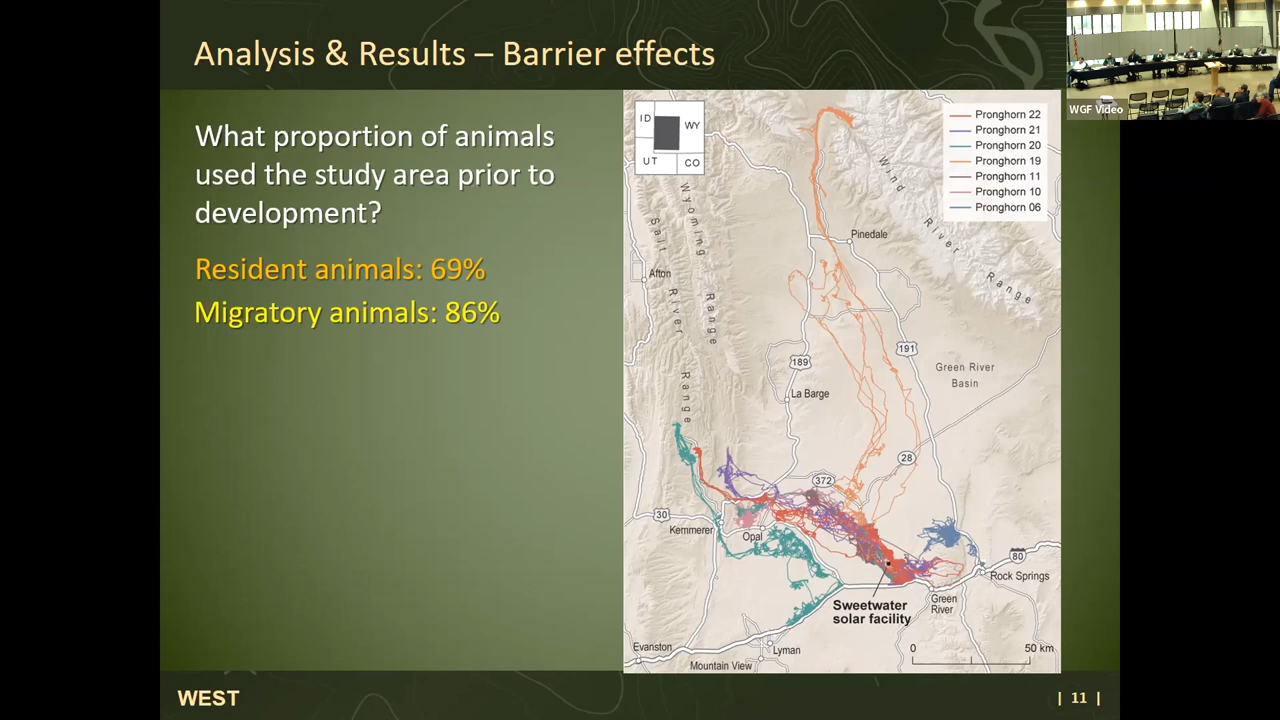 Analysis & Results – Barrier effects
WGF Video
What proportion of animals
used the study area prior to
development?
Resident animals: 69%
Migratory animals: 86%
ID
WY
UT
CO
Pronghorn 22
Pronghorn 21
Pronghorn 20
Pronghorn 19
Pronghorn 11
Pronghorn 10
Pronghorn 06
Wind River Range
Wyoming Range
Salt River Range
Pinedale
Afton
191
189
Green River
Basin
La Barge
28
372
30
Kemmerer
Opal
80
Rock Springs
Sweetwater
solar facility
Green
River
Evanston
Lyman
Mountain View
0
50 km
WEST
| 11 |